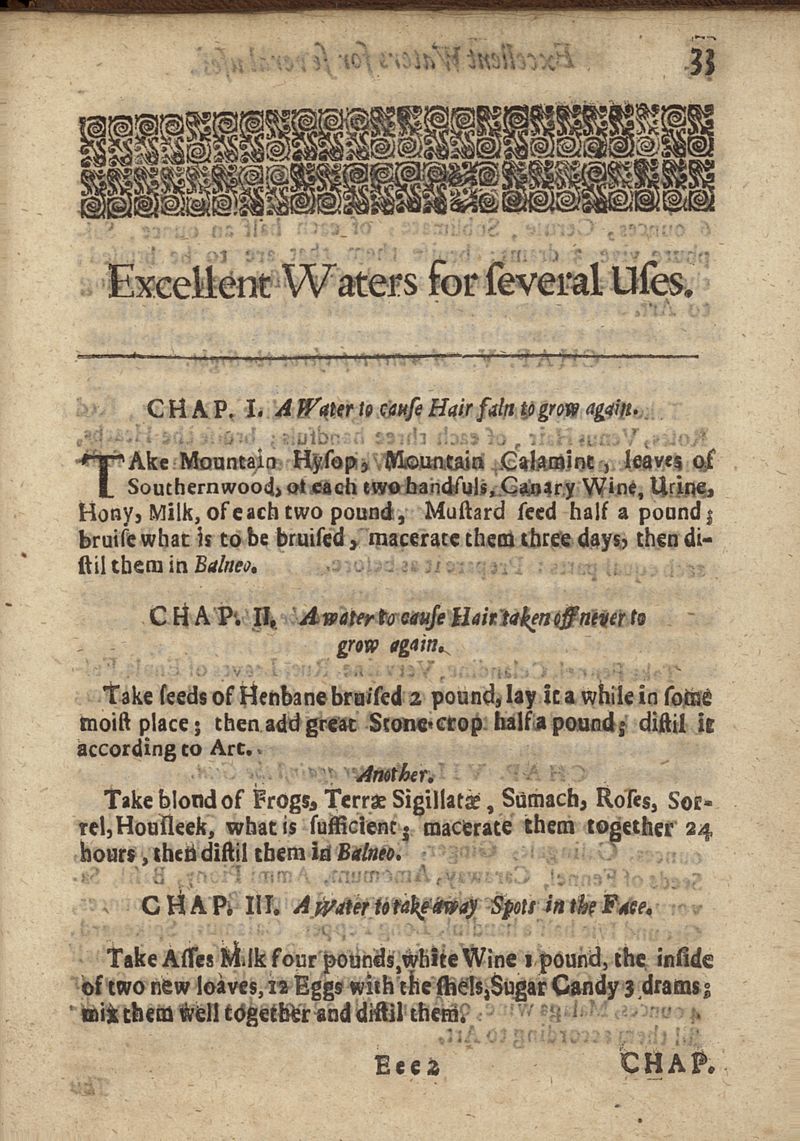 33
Excellent Waters for ſeveral Uſes.
CHAP. I. A Water to cauſe Hair faln to grow again.
TAke Mountain Hyſop, Mountain Calamint, leaves of
Southernwood, of each two handfuls, Canary Wine, Urine,
Hony, Milk, of each two pound, Muſtard ſeed half a pound;
bruiſe what is to be bruiſed, macerate them three days, then di-
ſtil them in Balneo.
CHAP. II. A water to cauſe Hair taken off never to
grow again.
Take ſeeds of Henbane bruiſed 2 pound, lay it a while in ſome
moiſt place; then add great Stone-crop half a pound; diſtil it
according to Art.
Another.
Take blood of Frogs, Terræ Sigillatæ, Sumach, Roſes, Sor-
rel, Houſleek, what is ſufficient; macerate them together 24
hours, then diſtil them in Balneo.
CHAP. III. A Water to take away Spots in the Face.
Take Aſſes Milk four pounds, white Wine 1 pound, the inſide
of two new loaves, 12 Eggs with the ſhels, Sugar Candy 3 drams;
mix them well together and diſtil them.
Eee2 CHAP.